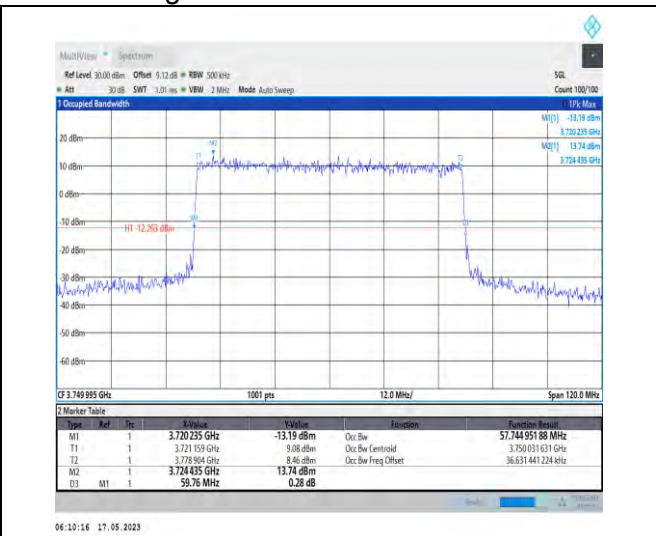 MultiView Spectrum
Ref Level 30.00 dBm Offset 9.12 dB RBW 500 kHz SGL
Att 30 dB SWT 1.01 ms VBW 2 MHz Mode Auto Sweep Count 100/100
1 Occupied Bandwidth 1Pk Max
M1[1] -13.19 dBm
3.720 235 GHz
M2[1] 13.74 dBm
3.724 435 GHz
20 dBm
M2
T1 T2
10 dBm
0 dBm
-10 dBm
H1 -12.263 dBm
-20 dBm
-30 dBm
-40 dBm
-50 dBm
-60 dBm
CF 3.749 995 GHz 1001 pts 12.0 MHz/ Span 120.0 MHz
2 Marker Table
Type Ref Trc X-Value Y-Value Function Function Result
M1 1 3.720 235 GHz -13.19 dBm Occ Bw 57.744 951 88 MHz
T1 1 3.721 159 GHz 9.08 dBm Occ Bw Centroid 3.750 031 631 GHz
T2 1 3.778 904 GHz 8.46 dBm Occ Bw Freq Offset 36.631 441 224 kHz
M2 1 3.724 435 GHz 13.74 dBm
D3 M1 1 59.76 MHz 0.28 dB
06:10:16 17.05.2023